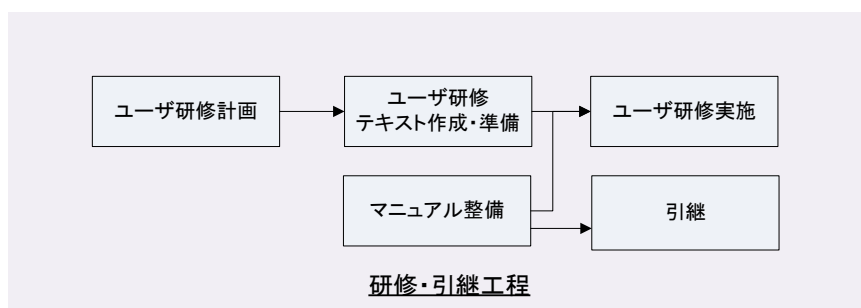 ユーザ研修計画
ユーザ研修
テキスト作成・準備
ユーザ研修実施
マニュアル整備
引継
研修・引継工程